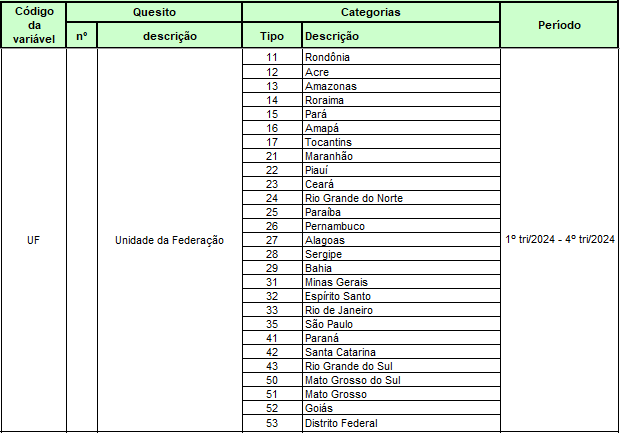 Código da variável
Quesito
Categorias
Período
nº
descrição
Tipo
Descrição
11 Rondônia
12 Acre
13 Amazonas
14 Roraima
15 Pará
16 Amapá
17 Tocantins
21 Maranhão
22 Piauí
23 Ceará
24 Rio Grande do Norte
25 Paraíba
26 Pernambuco
UF
Unidade da Federação
27 Alagoas
1º tri/2024 - 4º tri/2024
28 Sergipe
29 Bahia
31 Minas Gerais
32 Espírito Santo
33 Rio de Janeiro
35 São Paulo
41 Paraná
42 Santa Catarina
43 Rio Grande do Sul
50 Mato Grosso do Sul
51 Mato Grosso
52 Goiás
53 Distrito Federal